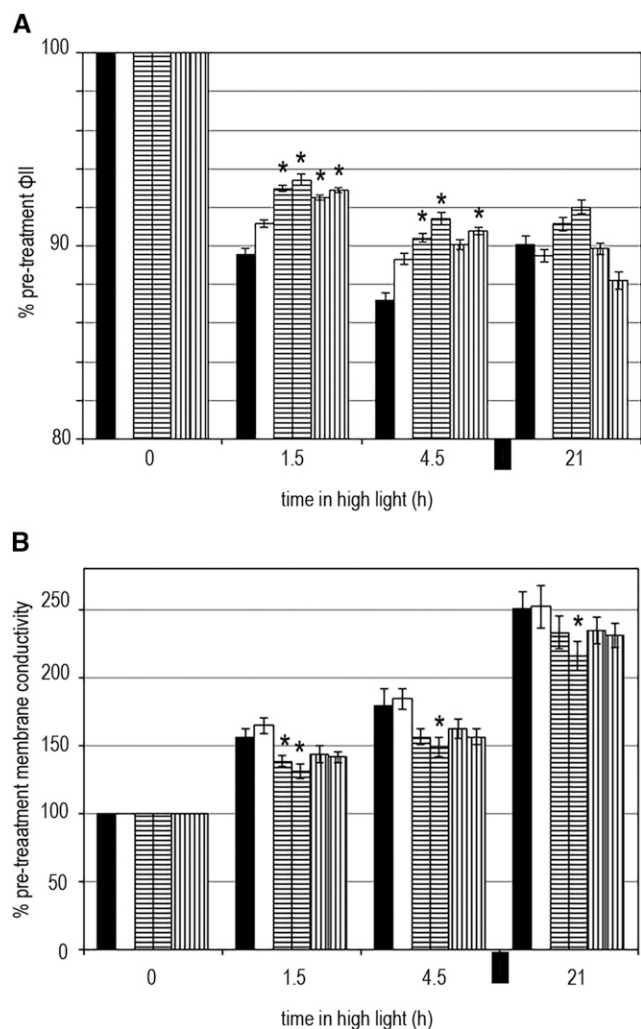 A
100
90
80
% pre-treatment ΦII
* * * *
* * *
0 1.5 4.5 21
time in high light (h)
B
250
200
150
100
50
0
% pre-treaatment membrane conductivity
* *
*
*
0 1.5 4.5 21
time in high light (h)